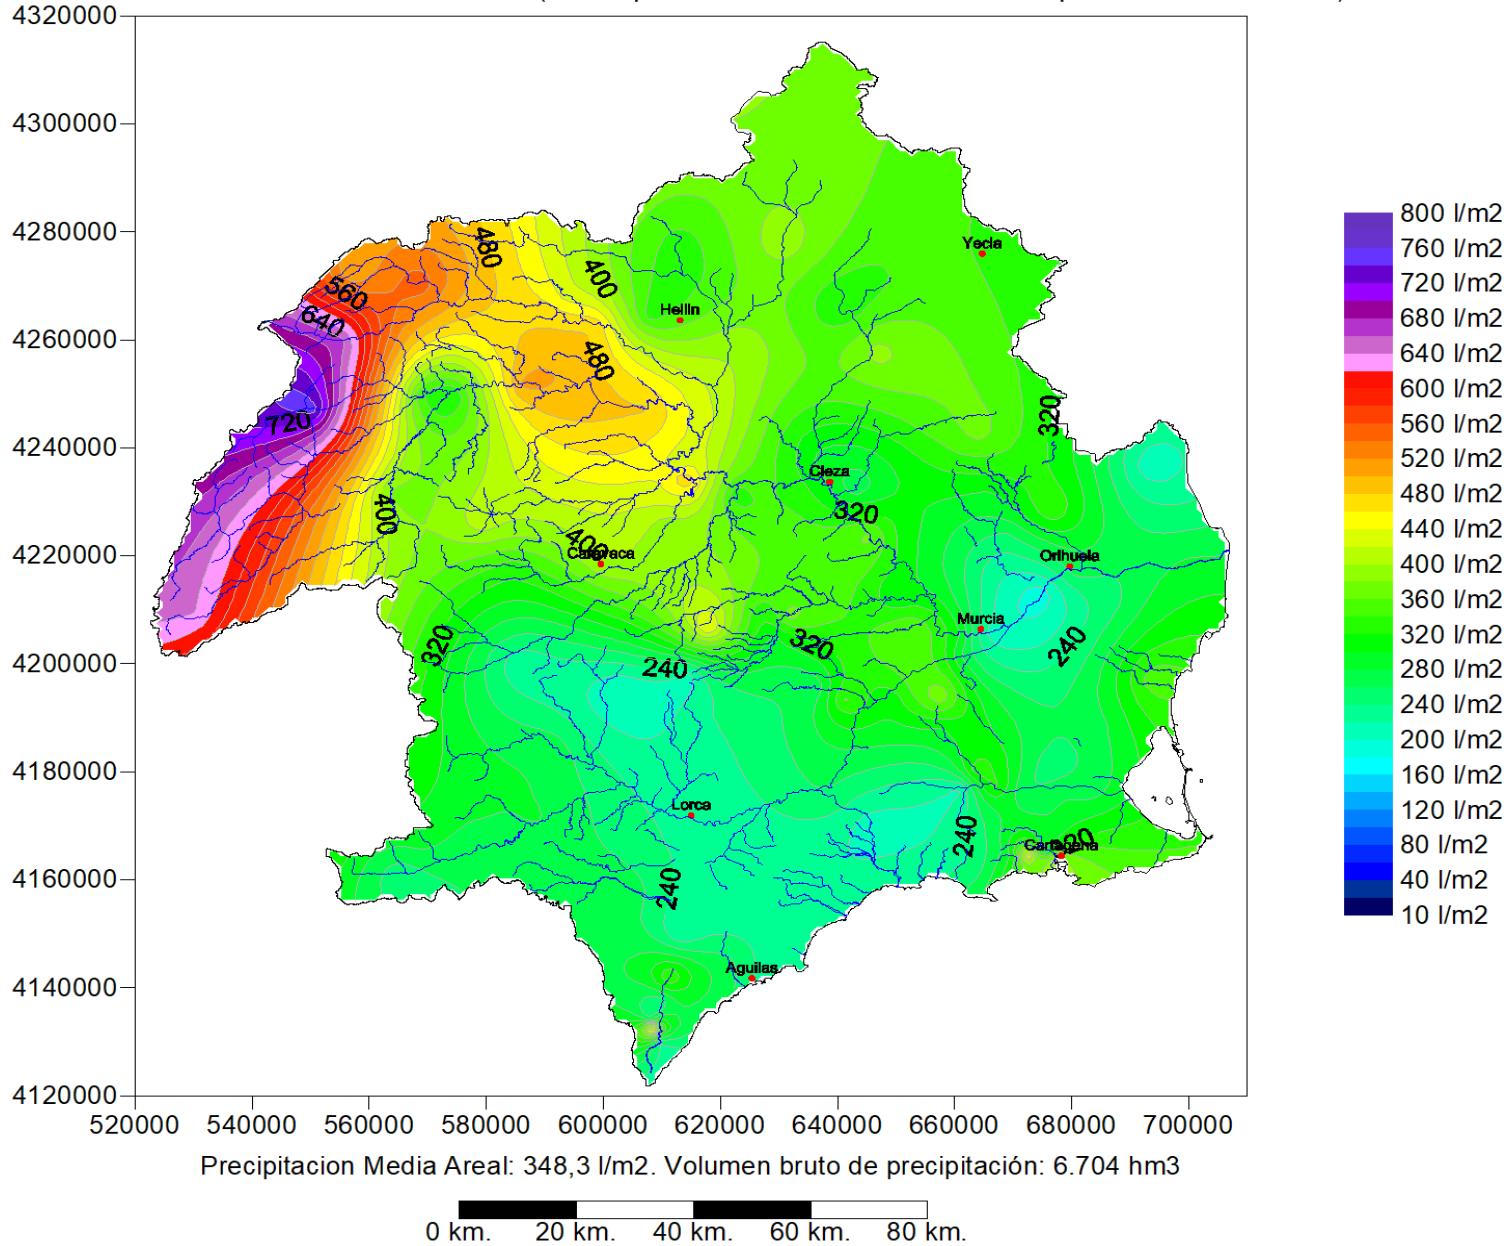 4320000
4300000
4280000
4260000
4240000
4220000
4200000
4180000
4160000
4140000
4120000
520000 540000 560000 580000 600000 620000 640000 660000 680000 700000
480
400
560
640
480
720
400
400
320
320
320
240
320
240
240
240
Yecla
Hellin
Cieza
Caravaca
Orihuela
Murcia
Lorca
Cartagena
Aguilas
800 l/m2
760 l/m2
720 l/m2
680 l/m2
640 l/m2
600 l/m2
560 l/m2
520 l/m2
480 l/m2
440 l/m2
400 l/m2
360 l/m2
320 l/m2
280 l/m2
240 l/m2
200 l/m2
160 l/m2
120 l/m2
80 l/m2
40 l/m2
10 l/m2
Precipitacion Media Areal: 348,3 l/m2. Volumen bruto de precipitación: 6.704 hm3
0 km. 20 km. 40 km. 60 km. 80 km.